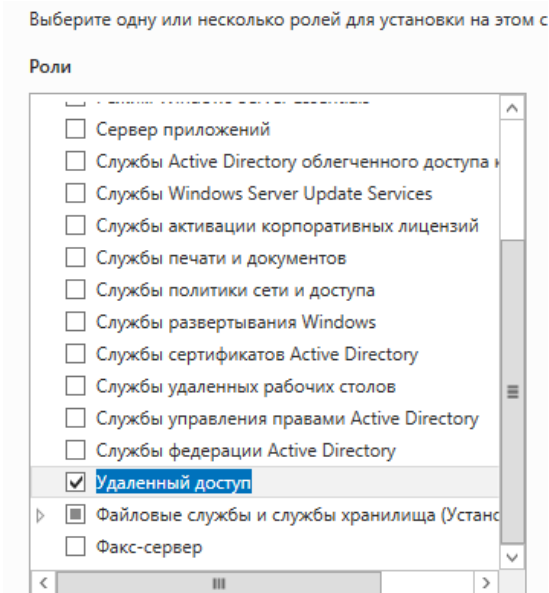 Выберите одну или несколько ролей для установки на этом с
Роли
Сервер приложений
Службы Active Directory облегченного доступа к
Службы Windows Server Update Services
Службы активации корпоративных лицензий
Службы печати и документов
Службы политики сети и доступа
Службы развертывания Windows
Службы сертификатов Active Directory
Службы удаленных рабочих столов
Службы управления правами Active Directory
Службы федерации Active Directory
Удаленный доступ
Файловые службы и службы хранилища (Устано
Факс-сервер